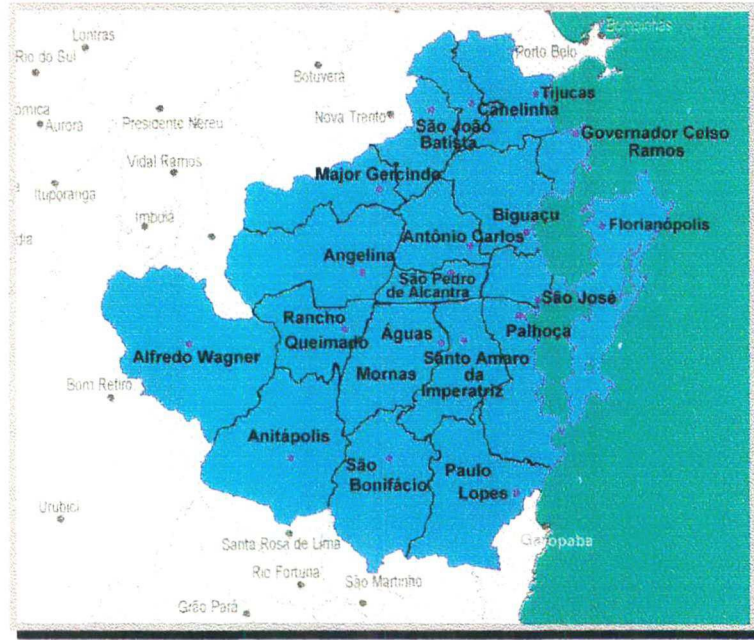 Bombinhas
Lontras
Rio do Sul
Porto Belo
Botuverá
Tijucas
Canelinha
Nova Trento
São João
Batista
Presidente Nereu
Aurora
Governador Celso
Ramos
Vidal Ramos
Major Gercindo
Ituporanga
Imbuia
Biguaçu
Florianópolis
Antônio Carlos
Angelina
São Pedro
de Alcantra
São José
Rancho
Queimado
Águas
Mornas
Palhoça
Santo Amaro
da
Imperatriz
Alfredo Wagner
Bom Retiro
Anitápolis
São
Bonifácio
Paulo
Lopes
Urubici
Garopaba
Santa Rosa de Lima
Rio Fortuna
São Martinho
Grão Pará